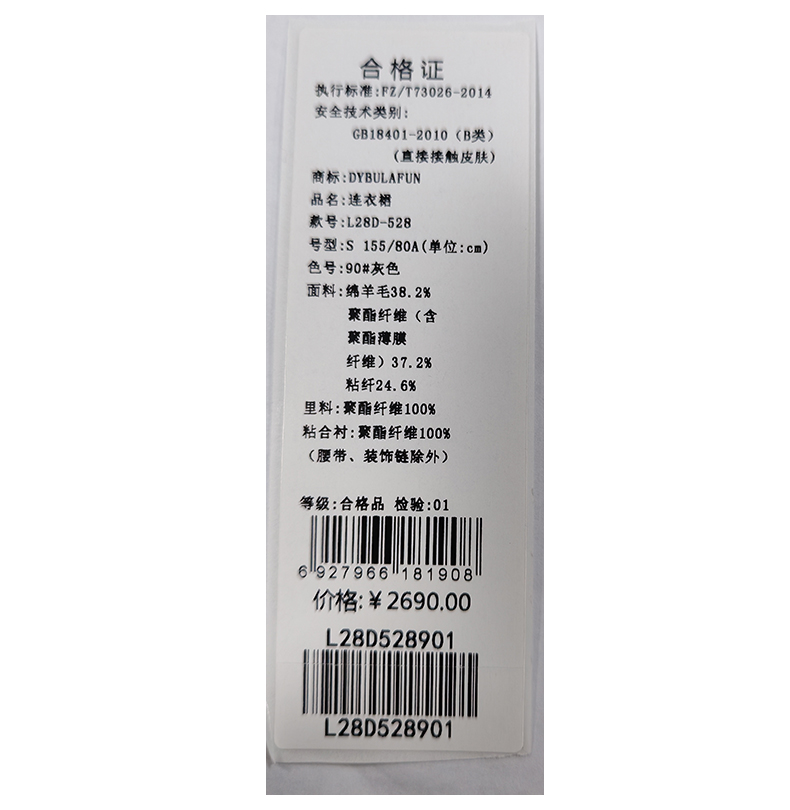 合格证
执行标准:FZ/T73026-2014
安全技术类别:
GB18401-2010（B类）
(直接接触皮肤)
商标:DYBULAFUN
品名:连衣裙
款号:L28D-528
号型:S 155/80A(单位:cm)
色号:90#灰色
面料:绵羊毛38.2%
聚酯纤维（含
聚酯薄膜
纤维）37.2%
粘纤24.6%
里料:聚酯纤维100%
粘合衬:聚酯纤维100%
（腰带、装饰链除外）
等级:合格品 检验:01
6 927966 181908
价格:￥2690.00
L28D528901
L28D528901